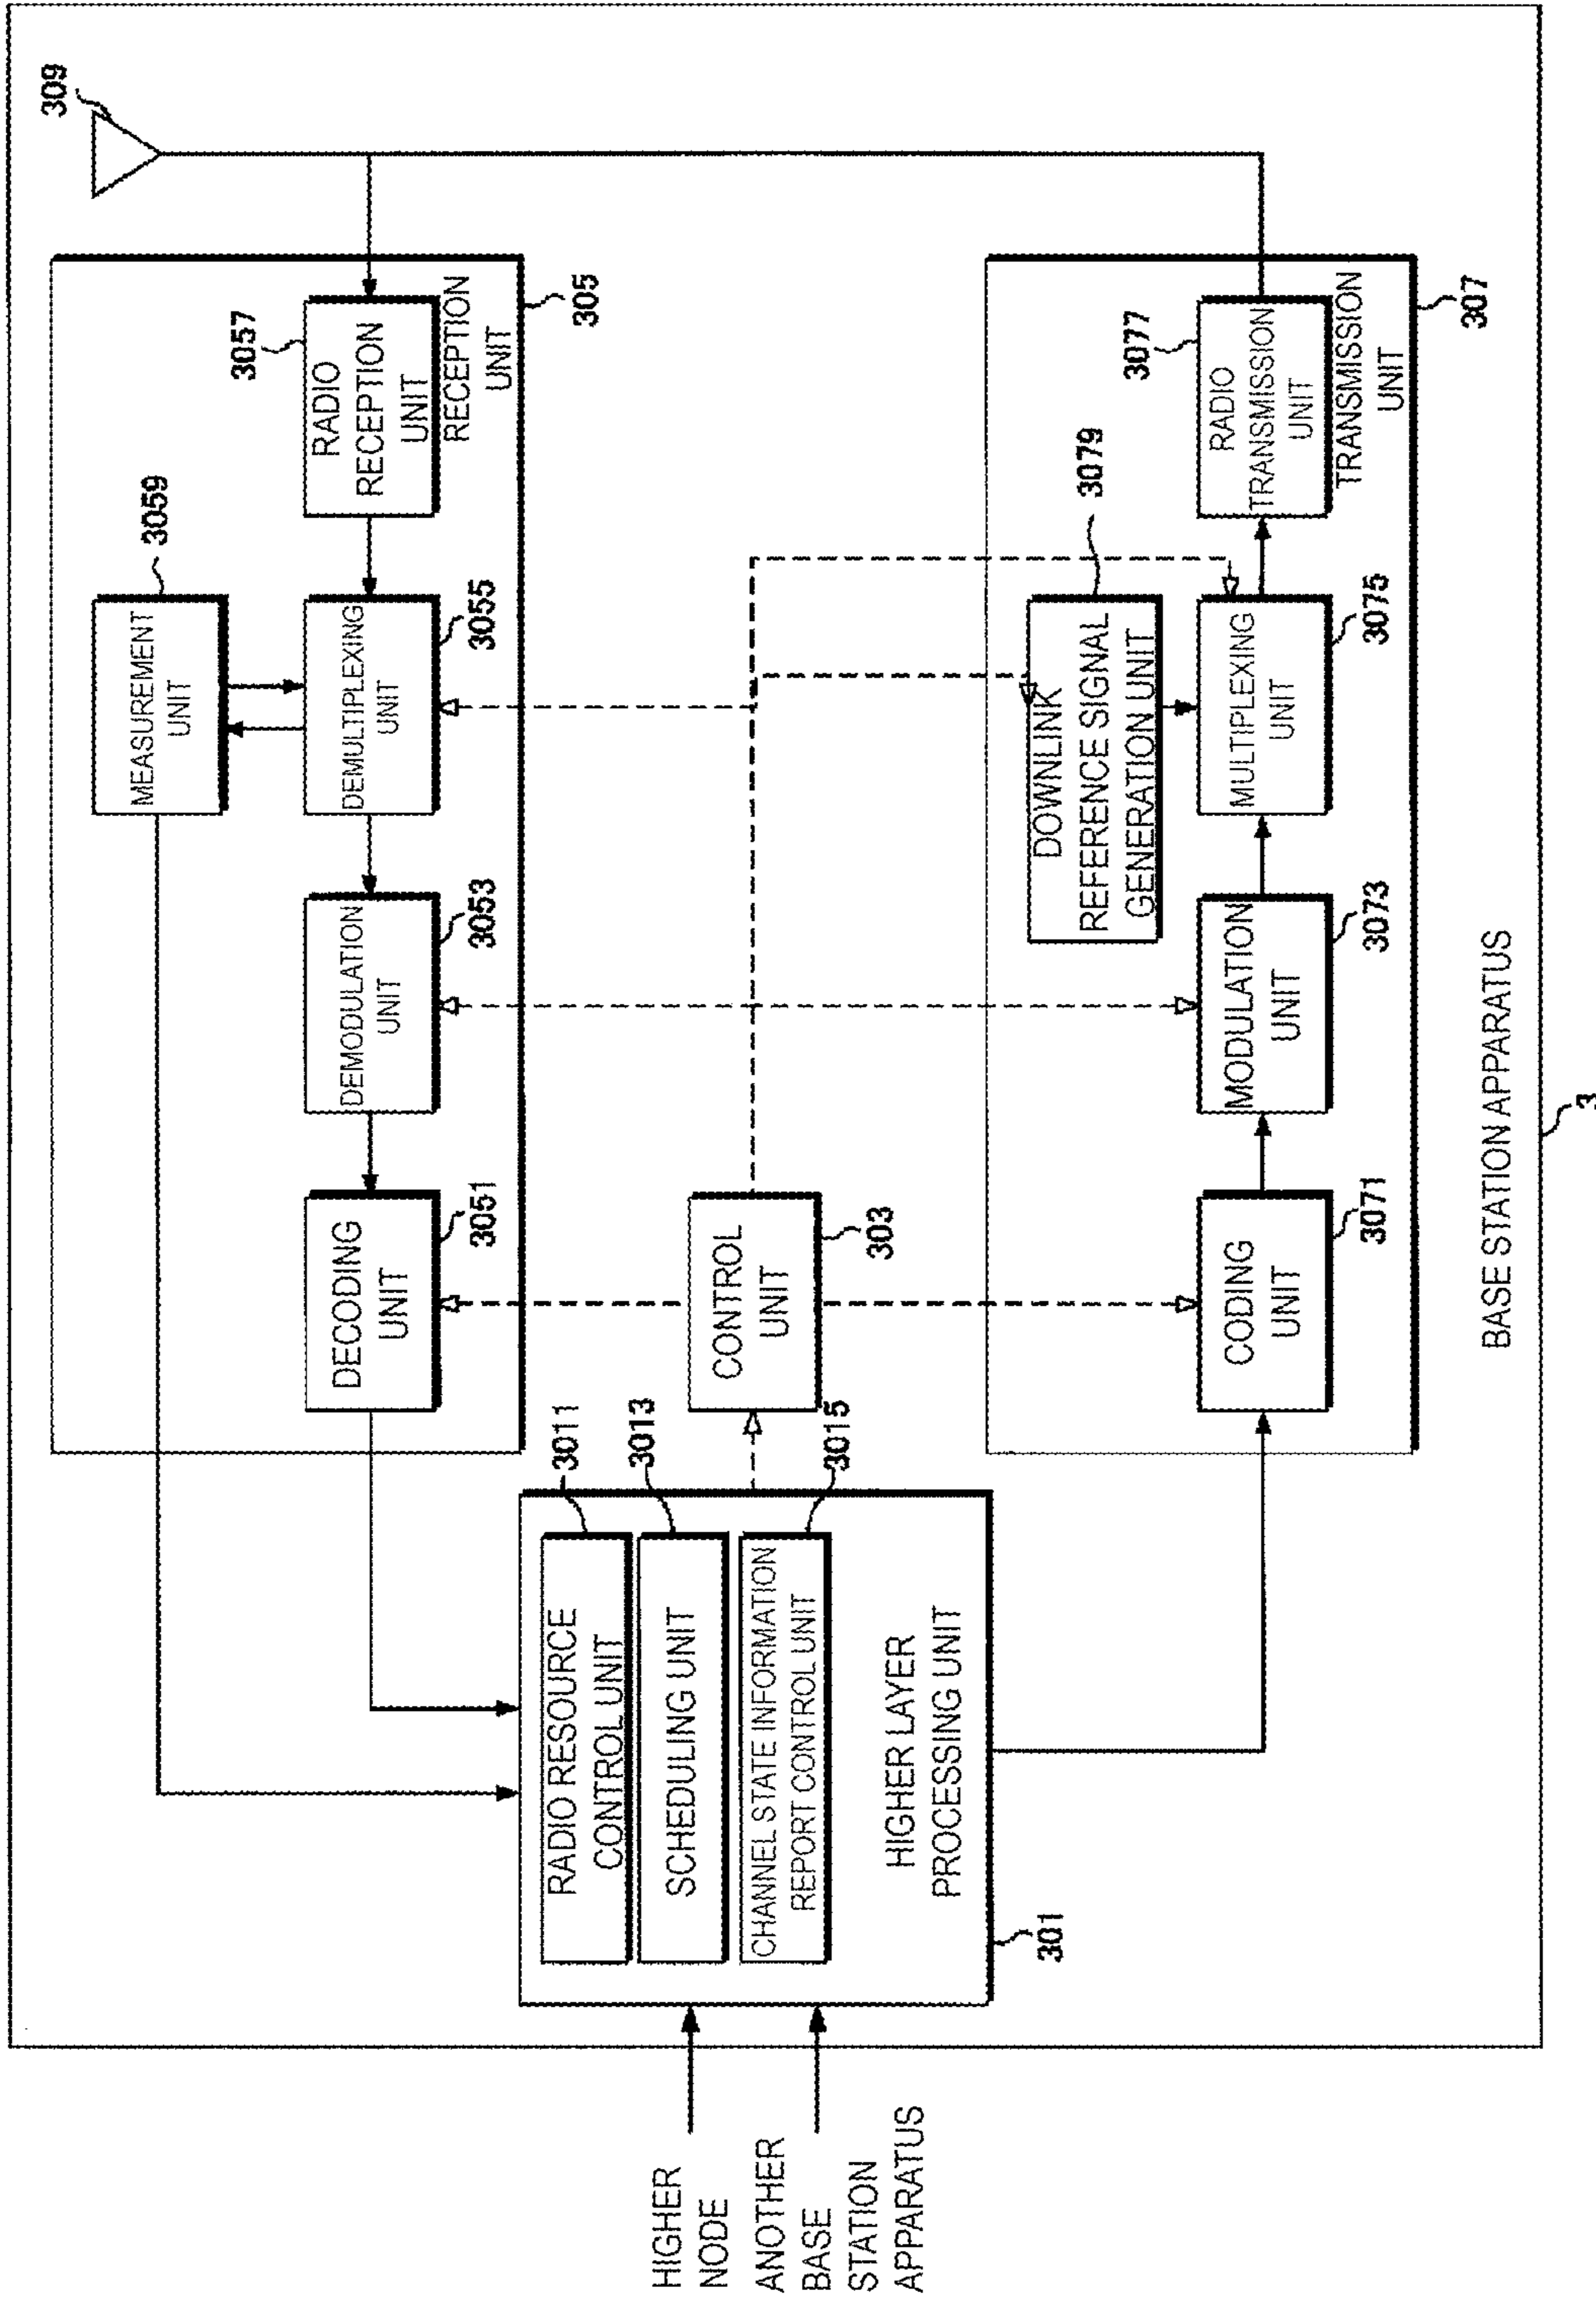 309
3057
RADIO
RECEPTION
UNIT
RECEPTION
UNIT
305
3059
MEASUREMENT
UNIT
DEMULTIPLEXING
UNIT
3055
DEMODULATION
UNIT
3053
DECODING
UNIT
3051
CONTROL
UNIT
303
3011
3013
3015
RADIO RESOURCE
CONTROL UNIT
SCHEDULING UNIT
CHANNEL STATE INFORMATION
REPORT CONTROL UNIT
HIGHER LAYER
PROCESSING UNIT
301
HIGHER
NODE
ANOTHER
BASE
STATION
APPARATUS
3079
DOWNLINK
REFERENCE SIGNAL
GENERATION UNIT
3077
RADIO
TRANSMISSION
UNIT
TRANSMISSION
UNIT
307
MULTIPLEXING
UNIT
3075
MODULATION
UNIT
3073
CODING
UNIT
3071
BASE STATION APPARATUS
3